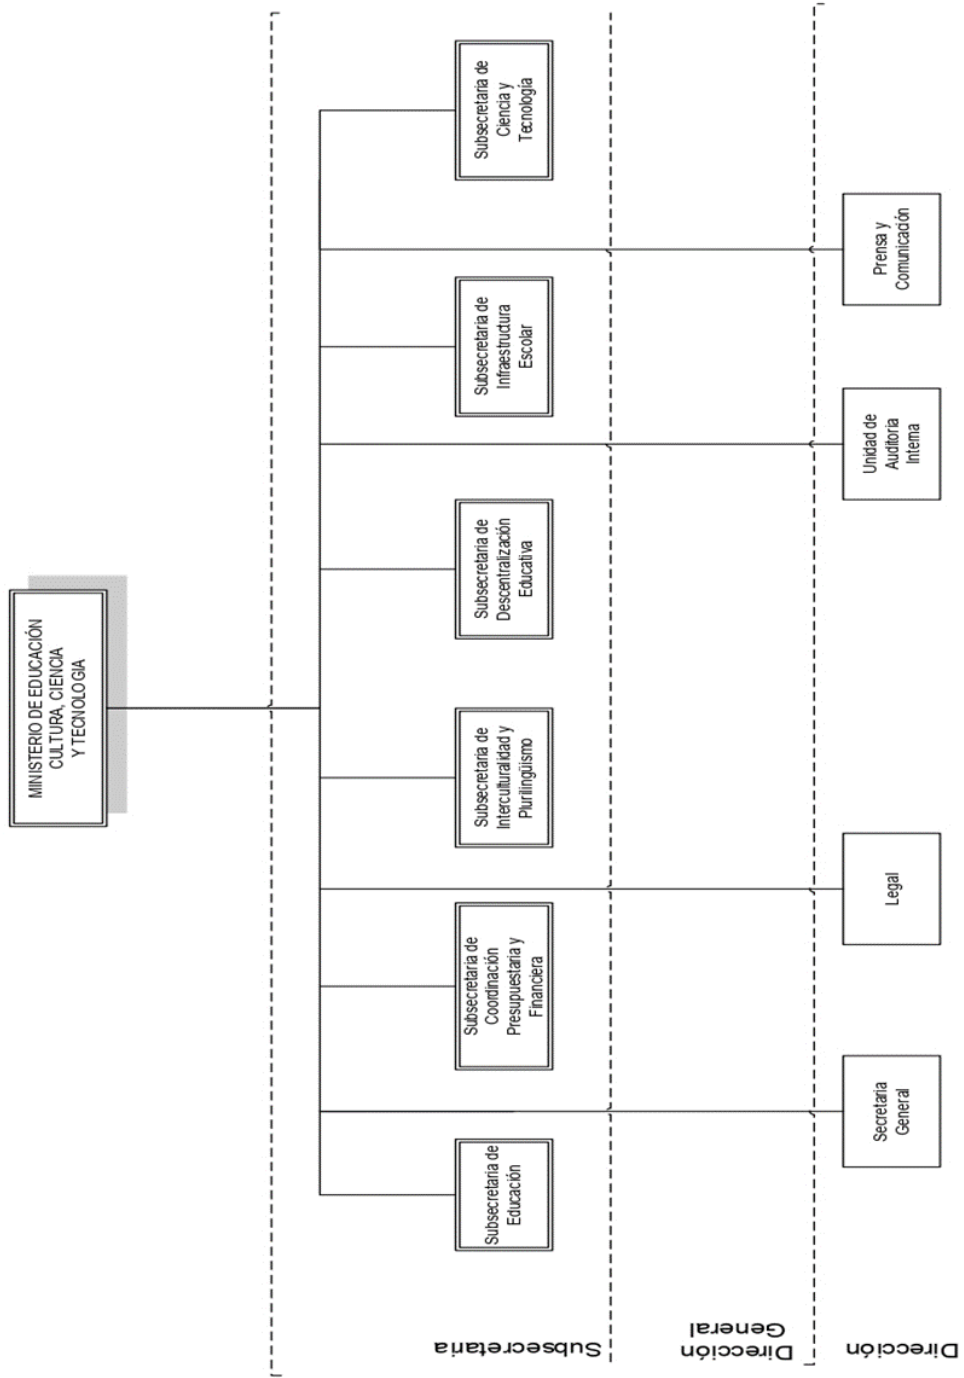 MINISTERIO DE EDUCACIÓN
CULTURA, CIENCIA
Y TECNOLOGIA
Subsecretaria
Subsecretaria de
Educación
Subsecretaria de
Coordinación
Presupuestaria y
Financiera
Subsecretaria de
Interculturalidad y
Plurilingüismo
Subsecretaria de
Descentralización
Educativa
Subsecretaria de
Infraestructura
Escolar
Subsecretaria de
Ciencia y
Tecnología
Dirección
General
Dirección
Secretaria
General
Legal
Unidad de
Auditoria
Interna
Prensa y
Comunicación